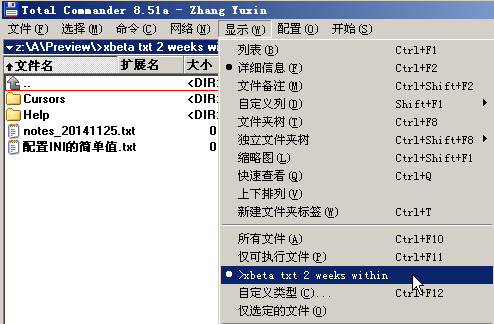 Total Commander 8.51a - Zhang Yuxin
文件(F) 选择(M) 命令(C) 网络(N) 显示(W) 配置(O) 开始(S)
z:\A\Preview\>xbeta txt 2 weeks within
文件名 扩展名 大小
.. <DIR
Cursors <DIR
Help <DIR
notes_20141125.txt 0
配置INI的简单值.txt 0
列表(B) Ctrl+F1
详细信息(F) Ctrl+F2
文件备注(M) Ctrl+Shift+F2
自定义列(D) Shift+F1
文件夹树(T) Ctrl+F8
独立文件夹树 Ctrl+Shift+F8
缩略图(L) Ctrl+Shift+F1
快速查看(Q) Ctrl+Q
上下排列(V)
新建文件夹标签(W) Ctrl+T
所有文件(A) Ctrl+F10
仅可执行文件(P) Ctrl+F11
>xbeta txt 2 weeks within
自定义类型(C)... Ctrl+F12
仅选定的文件(O)